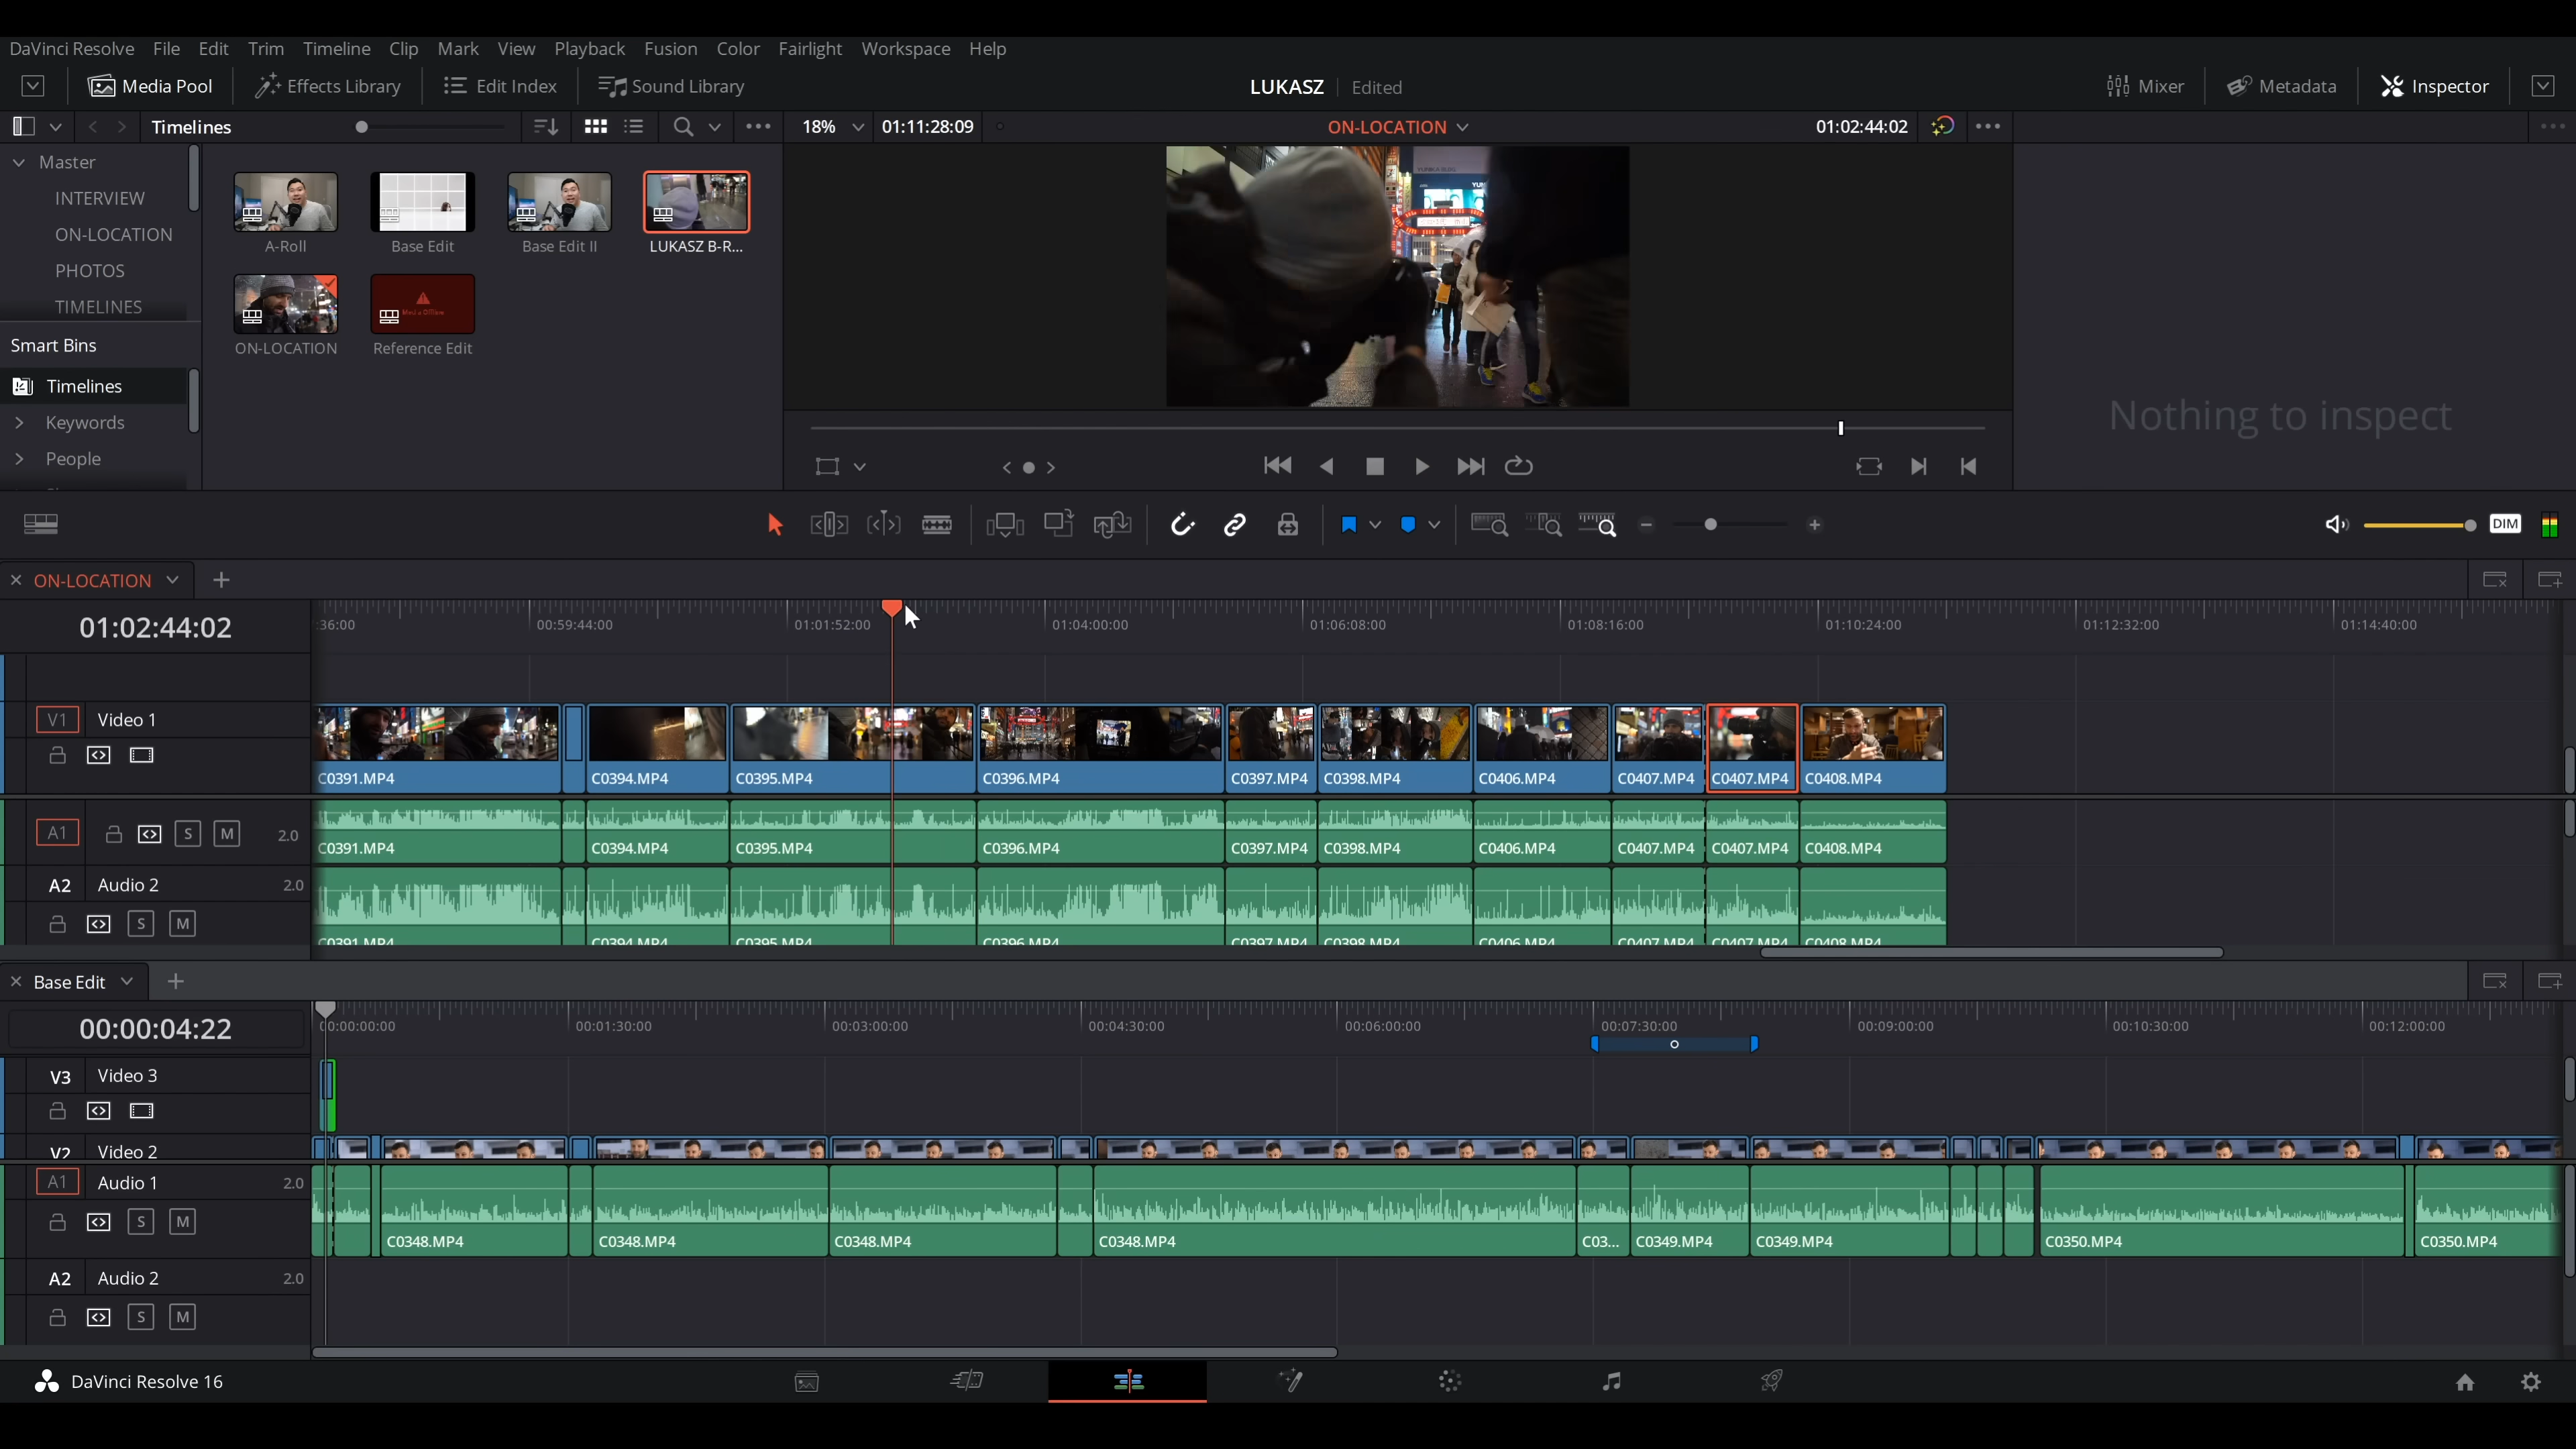 DaVinci Resolve File Edit Trim Timeline Clip Mark View Playback Fusion Color Fairlight Workspace Help
Media Pool Effects Library Edit Index Sound Library LUKASZ Edited Mixer Metadata Inspector
Timelines 18% 01:11:28:09 ON-LOCATION 01:02:44:02
Master
INTERVIEW
ON-LOCATION
PHOTOS
TIMELINES
Smart Bins
Timelines
Keywords
People
A-Roll Base Edit Base Edit II LUKASZ B-R...
ON-LOCATION Reference Edit
Nothing to inspect
DIM
ON-LOCATION
01:02:44:02
:36:00 00:59:44:00 01:01:52:00 01:04:00:00 01:06:08:00 01:08:16:00 01:10:24:00 01:12:32:00 01:14:40:00
V1 Video 1
C0391.MP4 C0394.MP4 C0395.MP4 C0396.MP4 C0397.MP4 C0398.MP4 C0406.MP4 C0407.MP4 C0407.MP4 C0408.MP4
A1 S M 2.0
C0391.MP4 C0394.MP4 C0395.MP4 C0396.MP4 C0397.MP4 C0398.MP4 C0406.MP4 C0407.MP4 C0407.MP4 C0408.MP4
A2 Audio 2 2.0
S M
C0391.MP4 C0394.MP4 C0395.MP4 C0396.MP4 C0397.MP4 C0398.MP4 C0406.MP4 C0407.MP4 C0407.MP4 C0408.MP4
Base Edit
00:00:04:22
00:00:00:00 00:01:30:00 00:03:00:00 00:04:30:00 00:06:00:00 00:07:30:00 00:09:00:00 00:10:30:00 00:12:00:00
V3 Video 3
V2 Video 2
A1 Audio 1 2.0
S M
C0348.MP4 C0348.MP4 C0348.MP4 C0348.MP4 C03... C0349.MP4 C0349.MP4 C0350.MP4 C0350.MP4
A2 Audio 2 2.0
S M
DaVinci Resolve 16